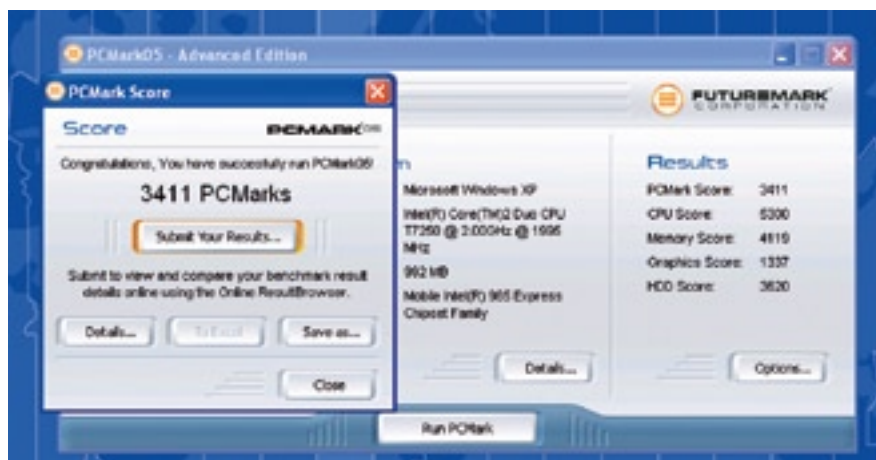 PCMark05 - Advanced Edition
PCMark Score
FUTUREMARK
CORPORATION
Score
PCMARK05
Congratulations, You have successfuly run PCMark05!
3411 PCMarks
Submit Your Results...
Submit to view and compare your benchmark result
details online using the Online ResultBrowser.
Details...
To Excel
Save as...
Close
Microsoft Windows XP
Intel(R) Core(TM)2 Duo CPU
T7250 @ 2.00GHz @ 1995
MHz
992 MB
Mobile Intel(R) 965 Express
Chipset Family
Details...
Results
PCMark Score: 3411
CPU Score: 5300
Memory Score: 4119
Graphics Score: 1337
HDD Score: 3620
Options...
Run PCMark